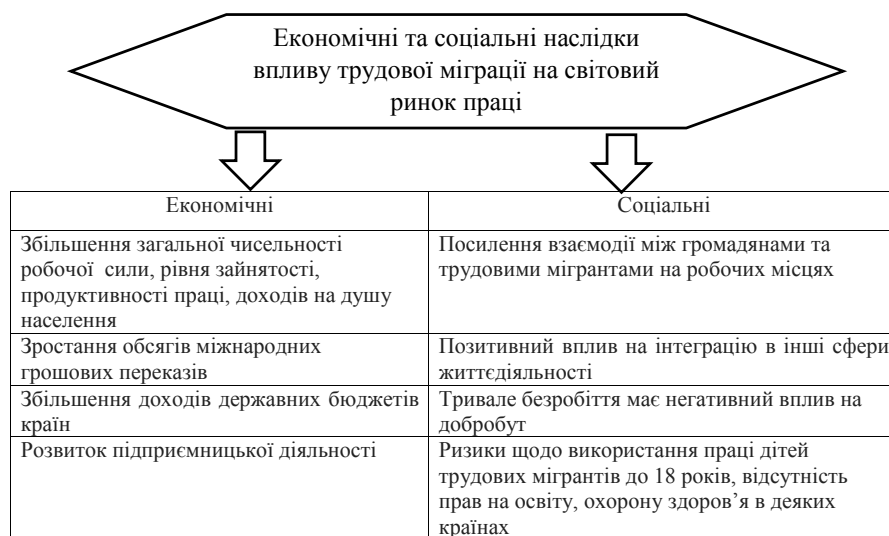 Економічні та соціальні наслідки
впливу трудової міграції на світовий
ринок праці
Економічні
Соціальні
Збільшення загальної чисельності
робочої сили, рівня зайнятості,
продуктивності праці, доходів на душу
населення
Посилення взаємодії між громадянами та
трудовими мігрантами на робочих місцях
Зростання обсягів міжнародних
грошових переказів
Позитивний вплив на інтеграцію в інші сфери
життєдіяльності
Збільшення доходів державних бюджетів
країн
Тривале безробіття має негативний вплив на
добробут
Розвиток підприємницької діяльності
Ризики щодо використання праці дітей
трудових мігрантів до 18 років, відсутність
прав на освіту, охорону здоров’я в деяких
країнах